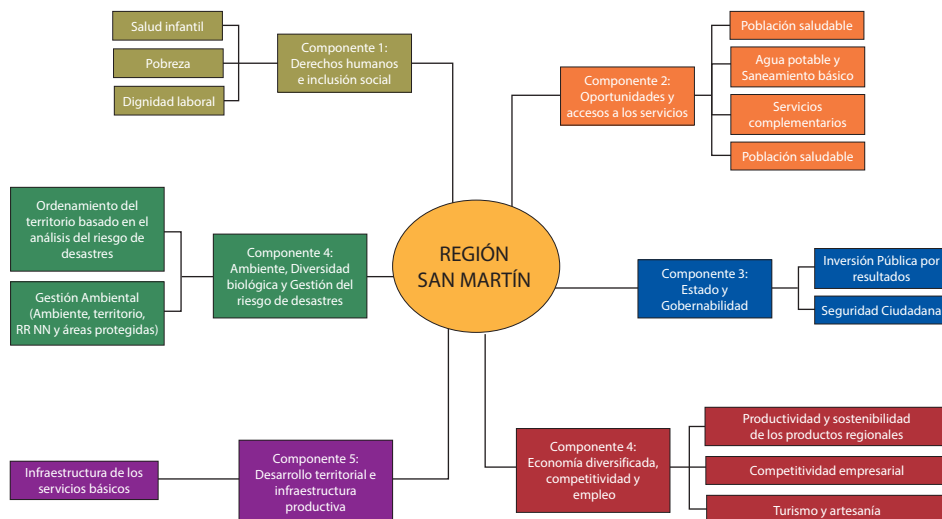 Salud infantil
Pobreza
Dignidad laboral
Componente 1:
Derechos humanos
e inclusión social
Componente 2:
Oportunidades y
accesos a los servicios
Población saludable
Agua potable y
Saneamiento básico
Servicios
complementarios
Población saludable
Ordenamiento del
territorio basado en el
análisis del riesgo de
desastres
Gestión Ambiental
(Ambiente, territorio,
RR NN y áreas protegidas)
Componente 4:
Ambiente, Diversidad
biológica y Gestión del
riesgo de desastres
REGIÓN
SAN MARTÍN
Componente 3:
Estado y
Gobernabilidad
Inversión Pública por
resultados
Seguridad Ciudadana
Infraestructura de los
servicios básicos
Componente 5:
Desarrollo territorial e
infraestructura
productiva
Componente 4:
Economía diversificada,
competitividad y
empleo
Productividad y sostenibilidad
de los productos regionales
Competitividad empresarial
Turismo y artesanía